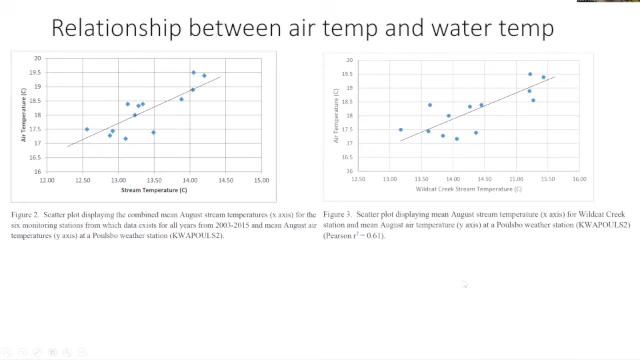 Relationship between air temp and water temp
20
19.5
19
18.5
18
17.5
17
16.5
16
Air Temperature (C)
12.00 12.50 13.00 13.50 14.00 14.50 15.00
Stream Temperature (C)
Figure 2. Scatter plot displaying the combined mean August stream temperatures (x axis) for the
six monitoring stations from which data exists for all years from 2003-2015 and mean August air
temperatures (y axis) at a Poulsbo weather station (KWAPOULS2).
20
19.5
19
18.5
18
17.5
17
16.5
16
Air Temperature (C)
12.50 13.00 13.50 14.00 14.50 15.00 15.50 16.00
Wildcat Creek Stream Temperature (C)
Figure 3. Scatter plot displaying mean August stream temperature (x axis) for Wildcat Creek
station and mean August air temperature (y axis) at a Poulsbo weather station (KWAPOULS2)
(Pearson r² = 0.61).